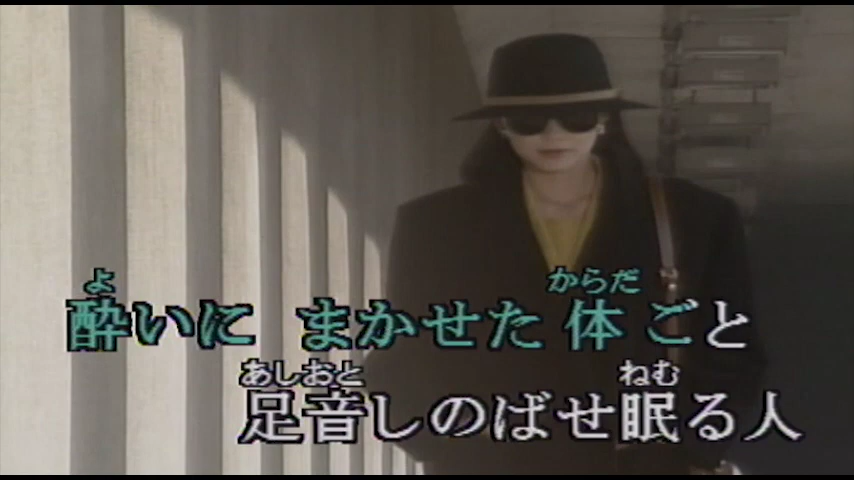 よ からだ
酔いに まかせた 体ごと
あしおと ねむ
足音しのばせ眠る人